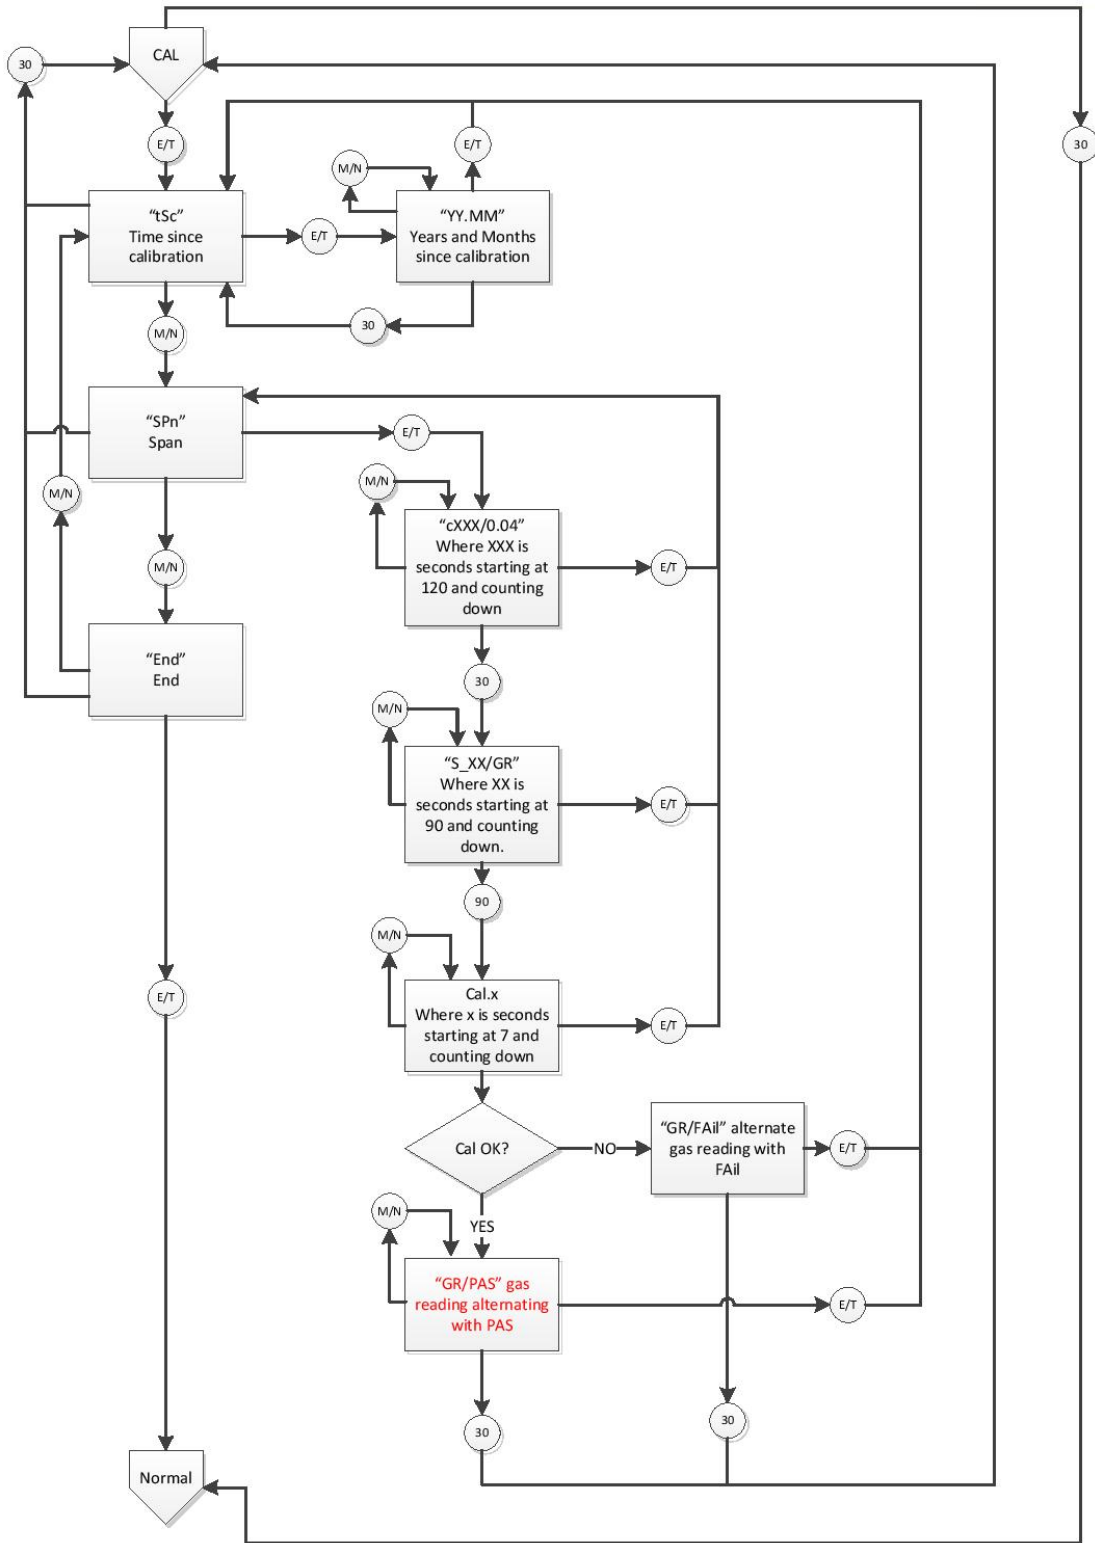 CAL
30
E/T
30
M/N
E/T
“tSc”
Time since
calibration
E/T
“YY.MM”
Years and Months
since calibration
30
M/N
“SPn”
Span
E/T
M/N
M/N
“cXXX/0.04”
Where XXX is
seconds starting at
120 and counting
down
E/T
M/N
“End”
End
30
M/N
“S_XX/GR”
Where XX is
seconds starting at
90 and counting
down.
E/T
90
M/N
E/T
Cal.x
Where x is seconds
starting at 7 and
counting down
E/T
Cal OK?
NO
“GR/FAil” alternate
gas reading with
FAil
E/T
M/N
YES
“GR/PAS” gas
reading alternating
with PAS
E/T
30
30
Normal